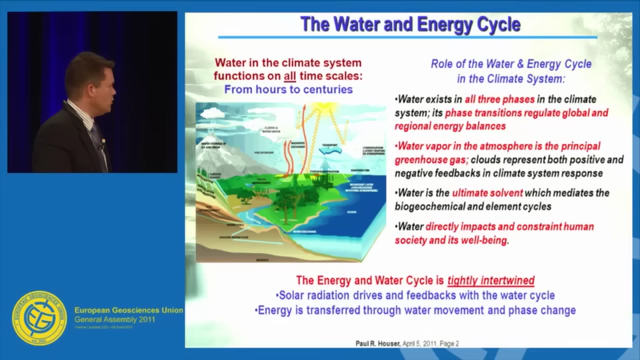 The Water and Energy Cycle
Water in the climate system
functions on all time scales:
From hours to centuries
Role of the Water & Energy Cycle
in the Climate System:
•Water exists in all three phases in the climate
system; its phase transitions regulate global and
regional energy balances
•Water vapor in the atmosphere is the principal
greenhouse gas; clouds represent both positive and
negative feedbacks in climate system response
•Water is the ultimate solvent which mediates the
biogeochemical and element cycles
•Water directly impacts and constraint human
society and its well-being.
The Energy and Water Cycle is tightly intertwined
•Solar radiation drives and feedbacks with the water cycle
•Energy is transferred through water movement and phase change
European Geosciences Union
General Assembly 2011
Paul R. Houser, April 5, 2011, Page 2